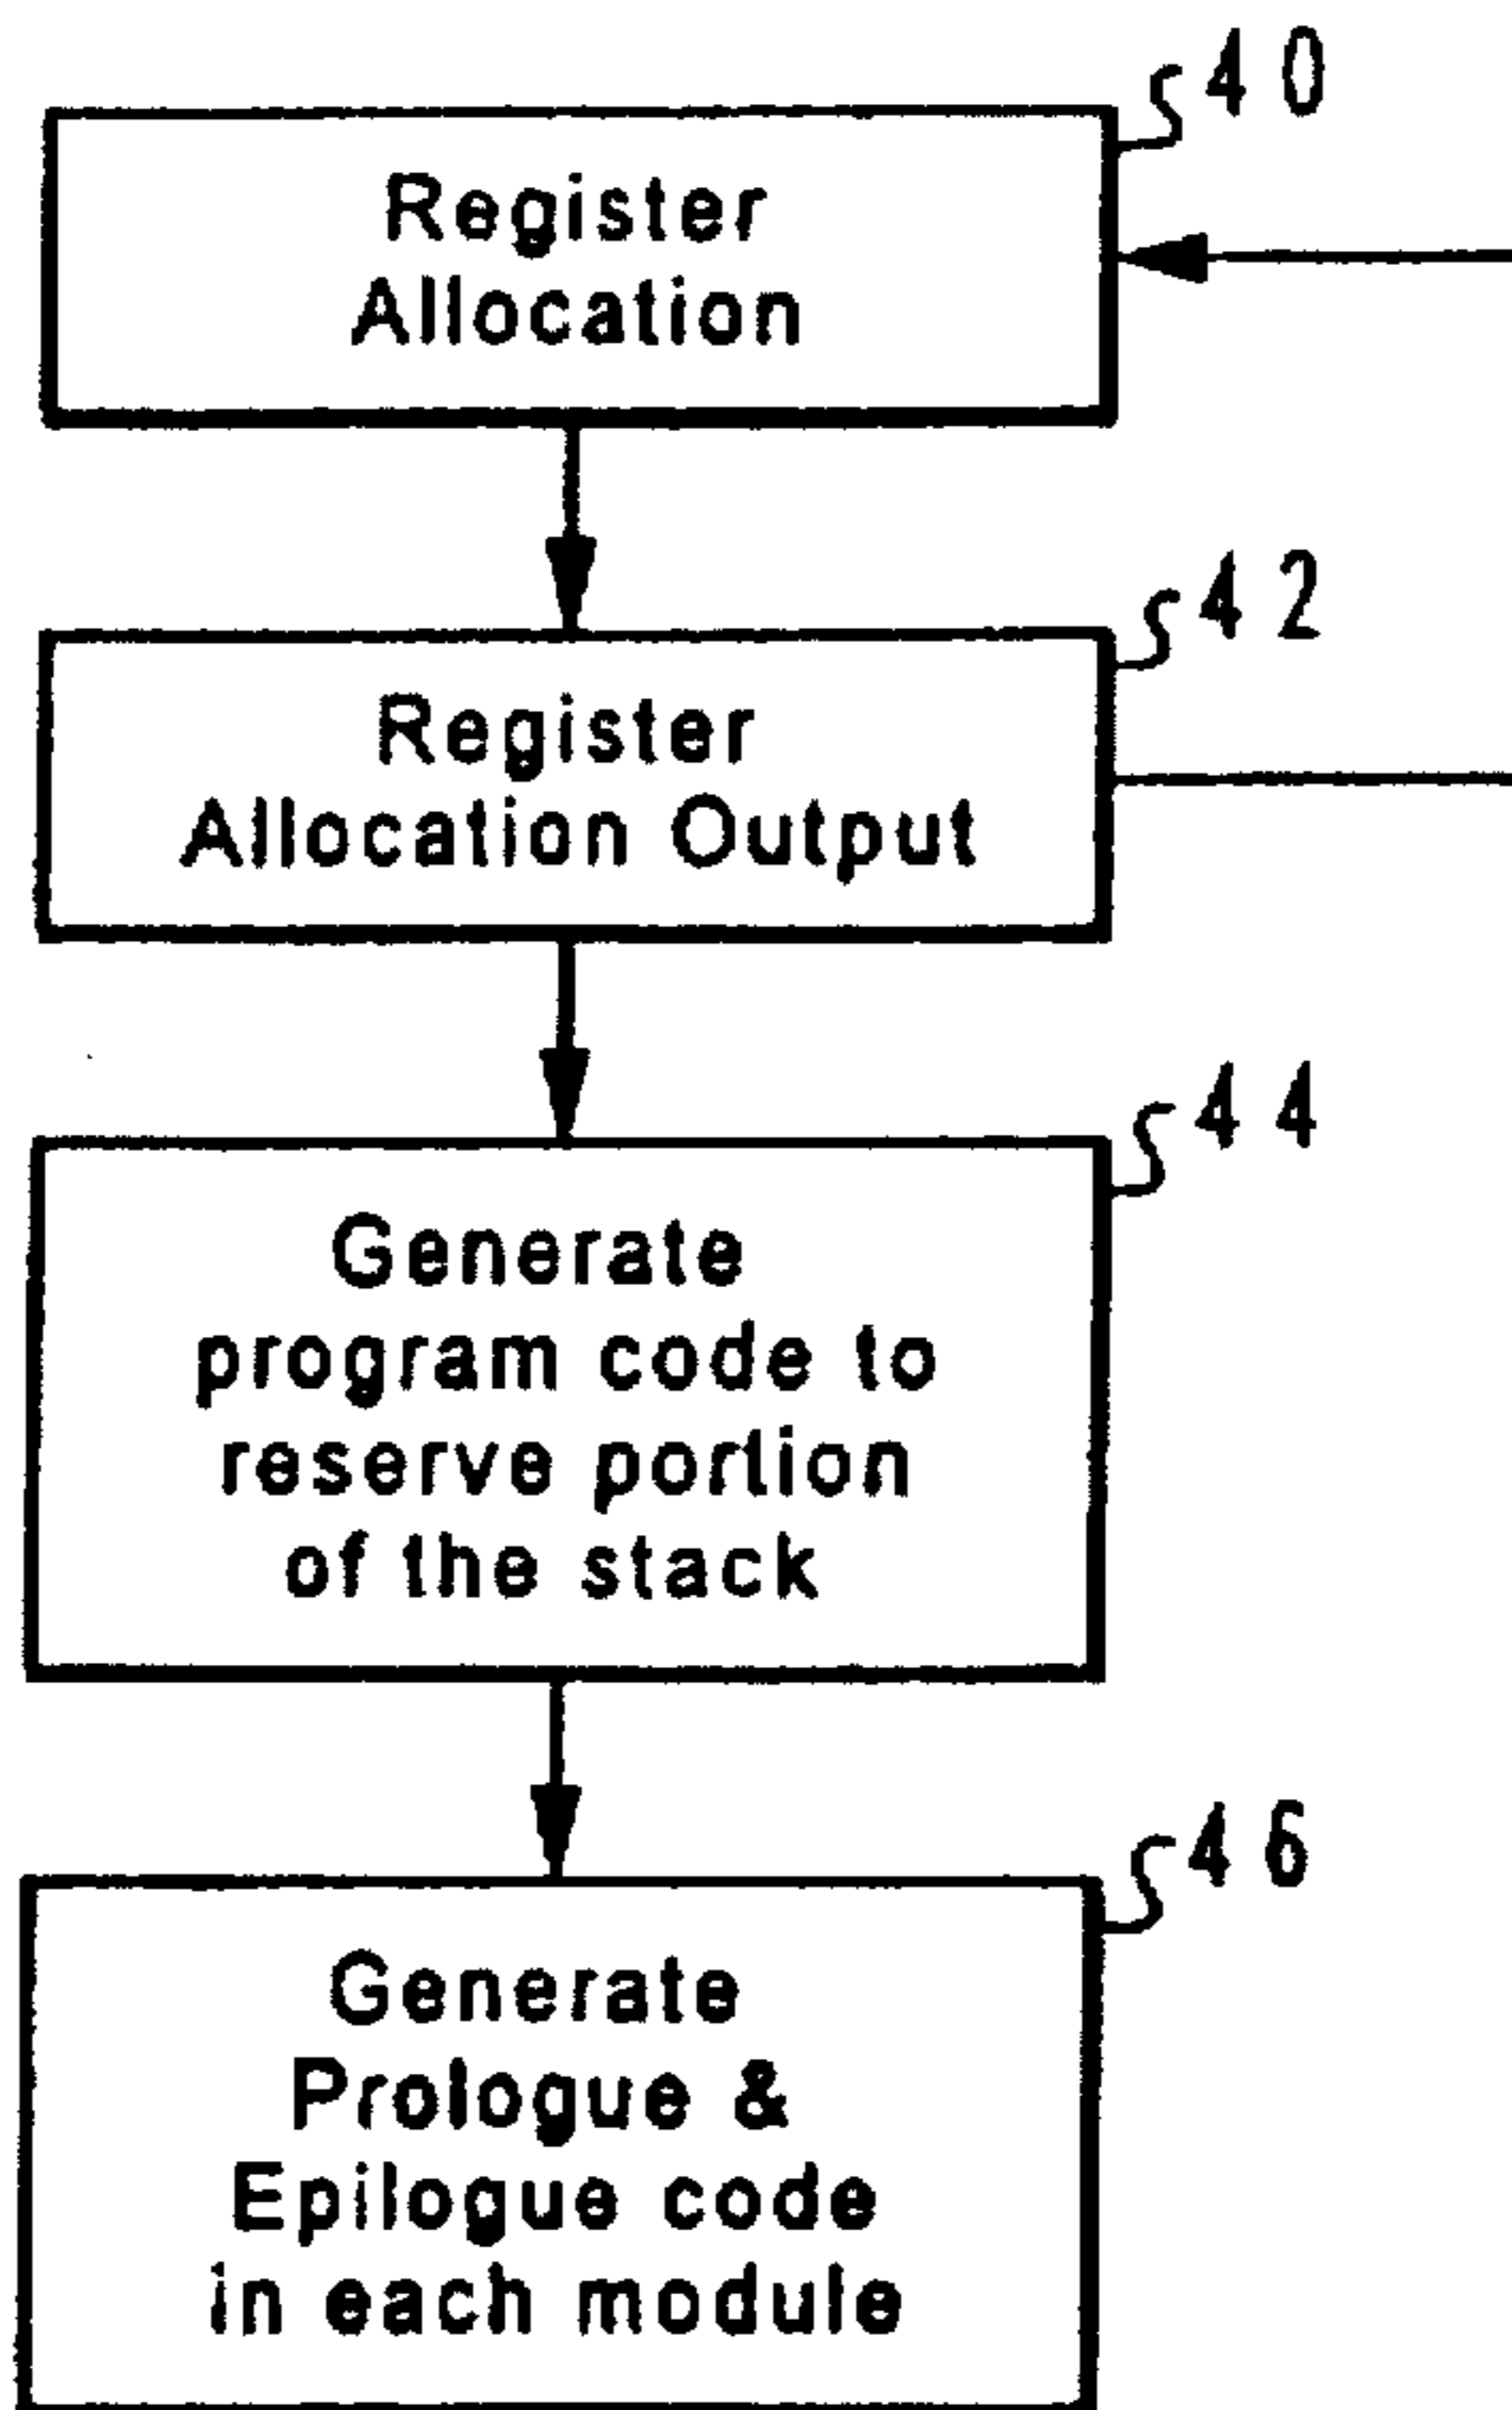 40
Register
Allocation
42
Register
Allocation Output
44
Generate
program code to
reserve portion
of the stack
46
Generate
Prologue &
Epilogue code
in each module